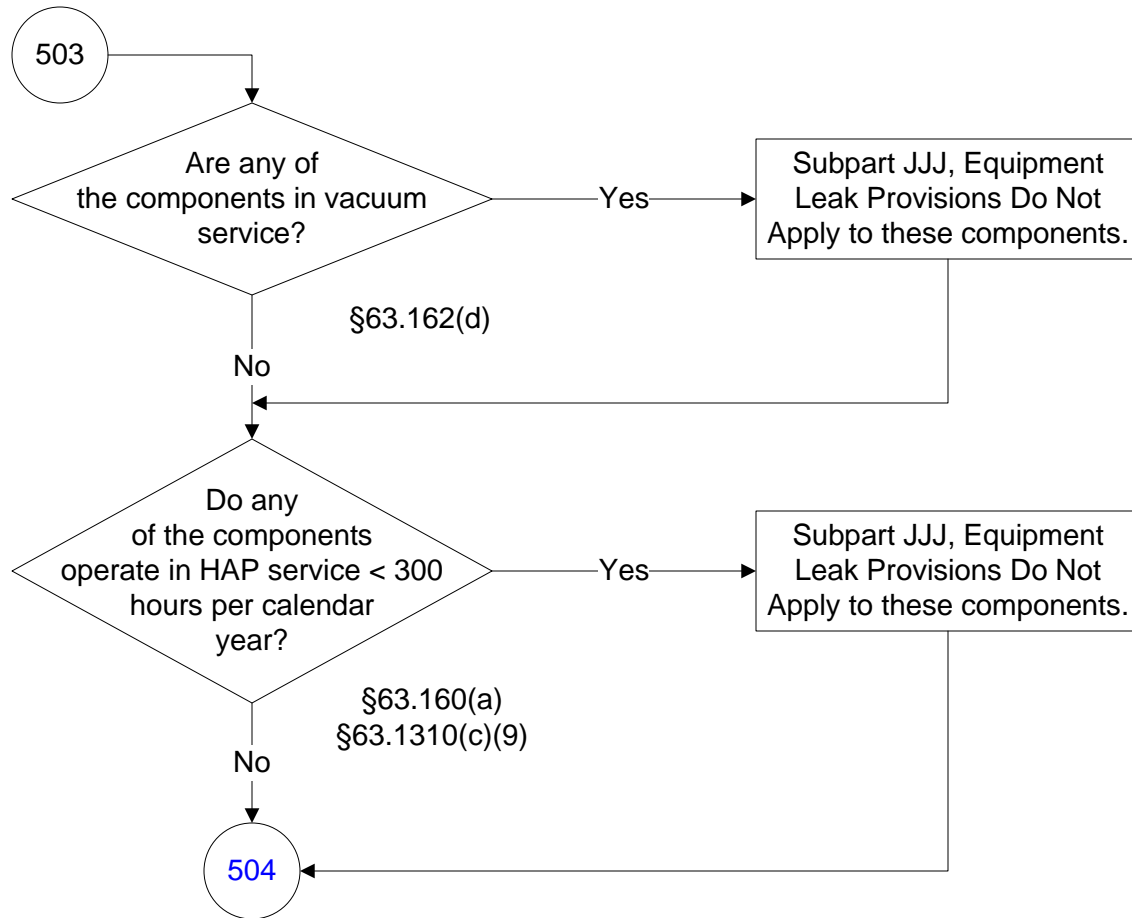 503
Are any of
the components in vacuum
service?
Yes
Subpart JJJ, Equipment
Leak Provisions Do Not
Apply to these components.
§63.162(d)
No
Do any
of the components
operate in HAP service < 300
hours per calendar
year?
Yes
Subpart JJJ, Equipment
Leak Provisions Do Not
Apply to these components.
§63.160(a)
§63.1310(c)(9)
No
504